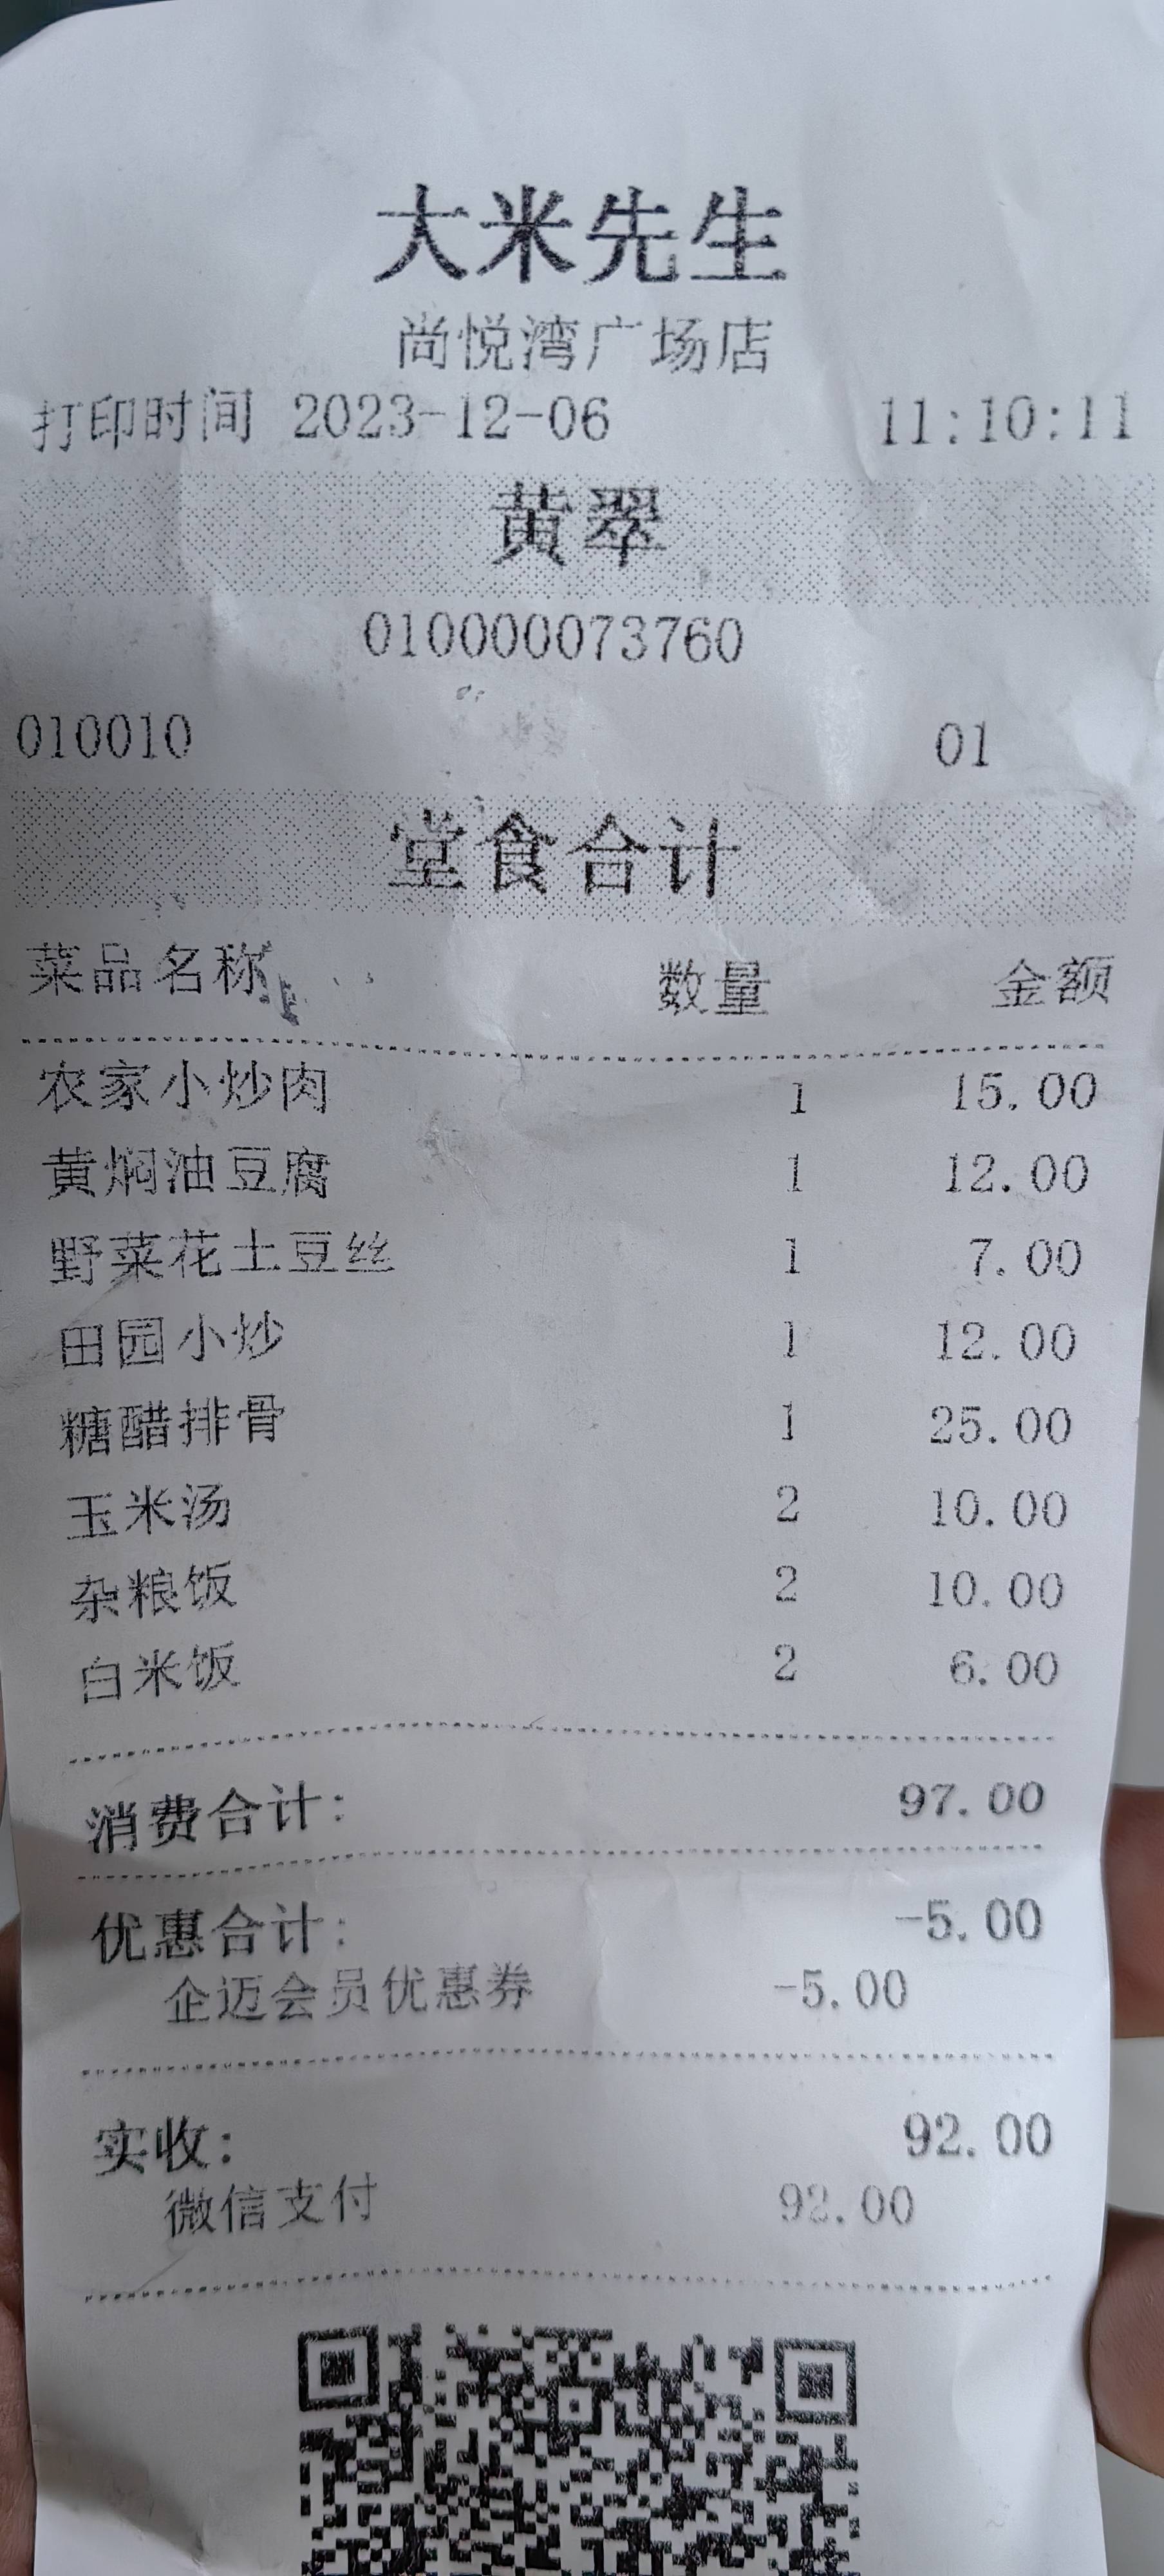 大米先生
尚悦湾广场店
打印时间 2023-12-06 11:10:11
黄翠
010000073760
010010 01
堂食合计
菜品名称 数量 金额
农家小炒肉 1 15.00
黄焖油豆腐 1 12.00
野菜花土豆丝 1 7.00
田园小炒 1 12.00
糖醋排骨 1 25.00
玉米汤 2 10.00
杂粮饭 2 10.00
白米饭 2 6.00
消费合计: 97.00
优惠合计: -5.00
企迈会员优惠券 -5.00
实收: 92.00
微信支付 92.00